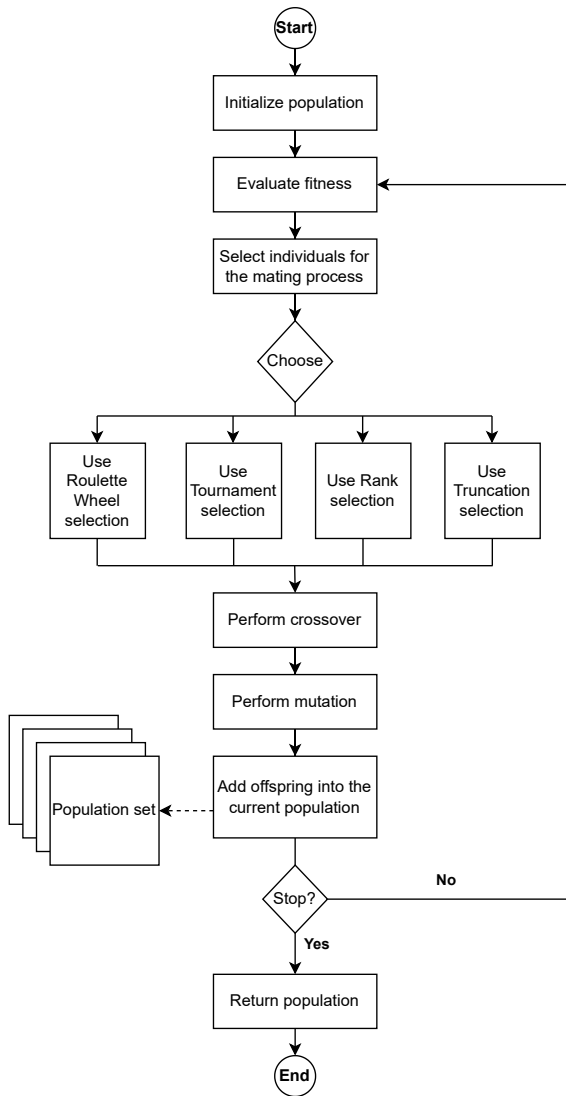 Start
Initialize population
Evaluate fitness
Select individuals for
the mating process
Choose
Use
Roulette
Wheel
selection
Use
Tournament
selection
Use Rank
selection
Use
Truncation
selection
Perform crossover
Perform mutation
Add offspring into the
current population
Population set
Stop?
No
Yes
Return population
End